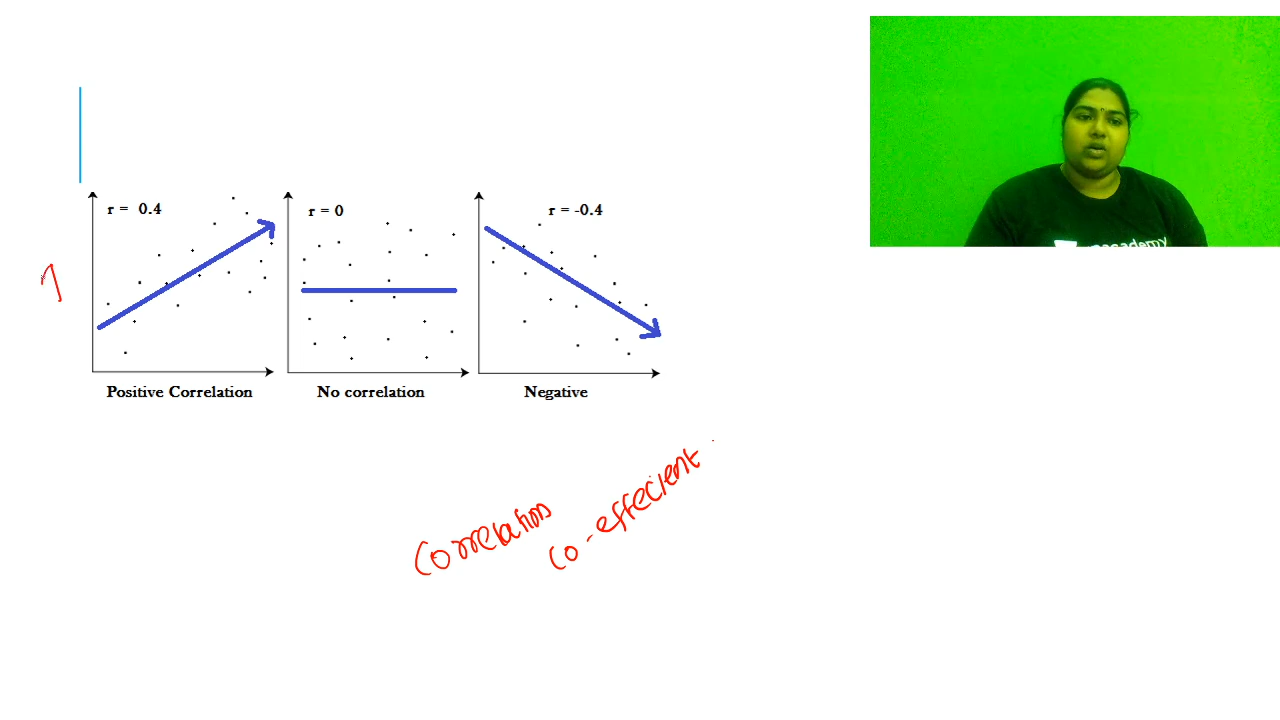 r = 0.4
r = 0
r = -0.4
Positive Correlation
No correlation
Negative
Correlation
Co-effecient